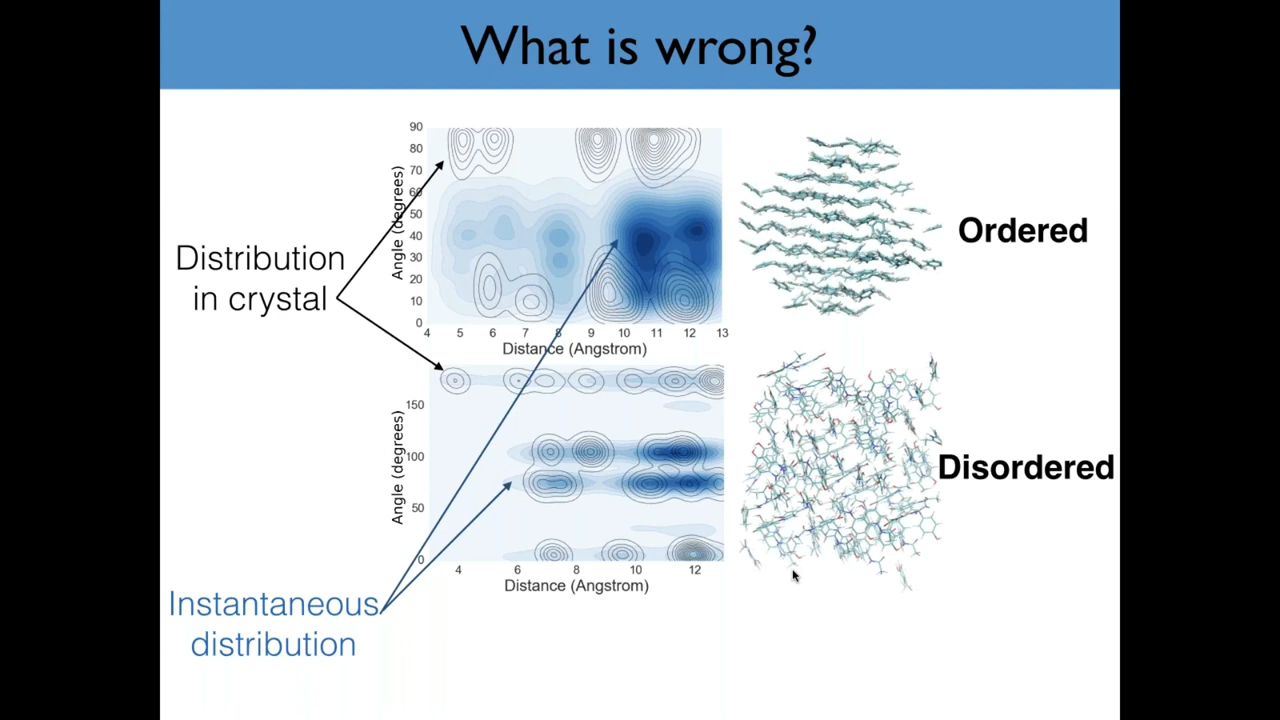 What is wrong?
Distribution
in crystal
Instantaneous
distribution
Angle (degrees)
90
80
70
60
50
40
30
20
10
0
4 5 6 7 8 9 10 11 12 13
Distance (Angstrom)
Ordered
Angle (degrees)
150
100
50
0
4 6 8 10 12
Distance (Angstrom)
Disordered